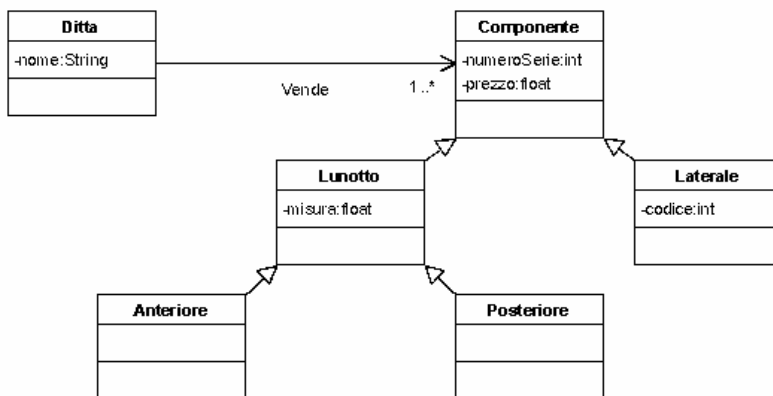 Ditta
-nome:String
Vende
1..*
Componente
-numeroSerie:int
-prezzo:float
Lunotto
-misura:float
Laterale
-codice:int
Anteriore
Posteriore